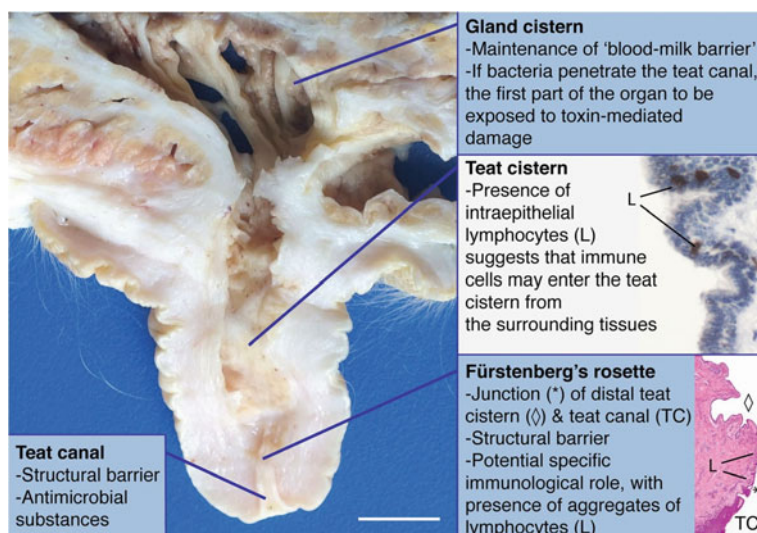 Gland cistern
-Maintenance of ‘blood-milk barrier’
-If bacteria penetrate the teat canal,
the first part of the organ to be
exposed to toxin-mediated
damage
Teat cistern
-Presence of
intraepithelial
lymphocytes (L)
suggests that immune
cells may enter the teat
cistern from
the surrounding tissues
L
Fürstenberg’s rosette
-Junction (*) of distal teat
cistern (◊) & teat canal (TC)
-Structural barrier
-Potential specific
immunological role, with
presence of aggregates of
lymphocytes (L)
◊
L
*
TC
Teat canal
-Structural barrier
-Antimicrobial
substances